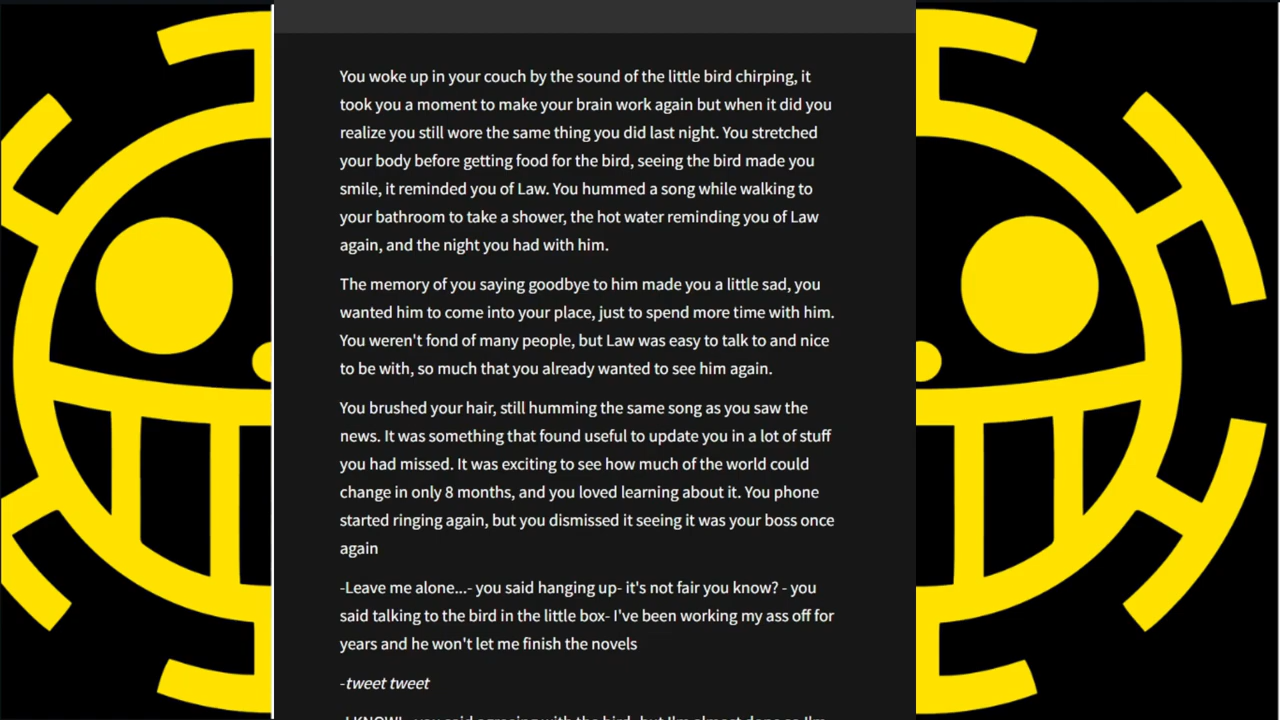 You woke up in your couch by the sound of the little bird chirping, it
took you a moment to make your brain work again but when it did you
realize you still wore the same thing you did last night. You stretched
your body before getting food for the bird, seeing the bird made you
smile, it reminded you of Law. You hummed a song while walking to
your bathroom to take a shower, the hot water reminding you of Law
again, and the night you had with him.
The memory of you saying goodbye to him made you a little sad, you
wanted him to come into your place, just to spend more time with him.
You weren't fond of many people, but Law was easy to talk to and nice
to be with, so much that you already wanted to see him again.
You brushed your hair, still humming the same song as you saw the
news. It was something that found useful to update you in a lot of stuff
you had missed. It was exciting to see how much of the world could
change in only 8 months, and you loved learning about it. You phone
started ringing again, but you dismissed it seeing it was your boss once
again
-Leave me alone...- you said hanging up- it's not fair you know? - you
said talking to the bird in the little box- I've been working my ass off for
years and he won't let me finish the novels
-tweet tweet